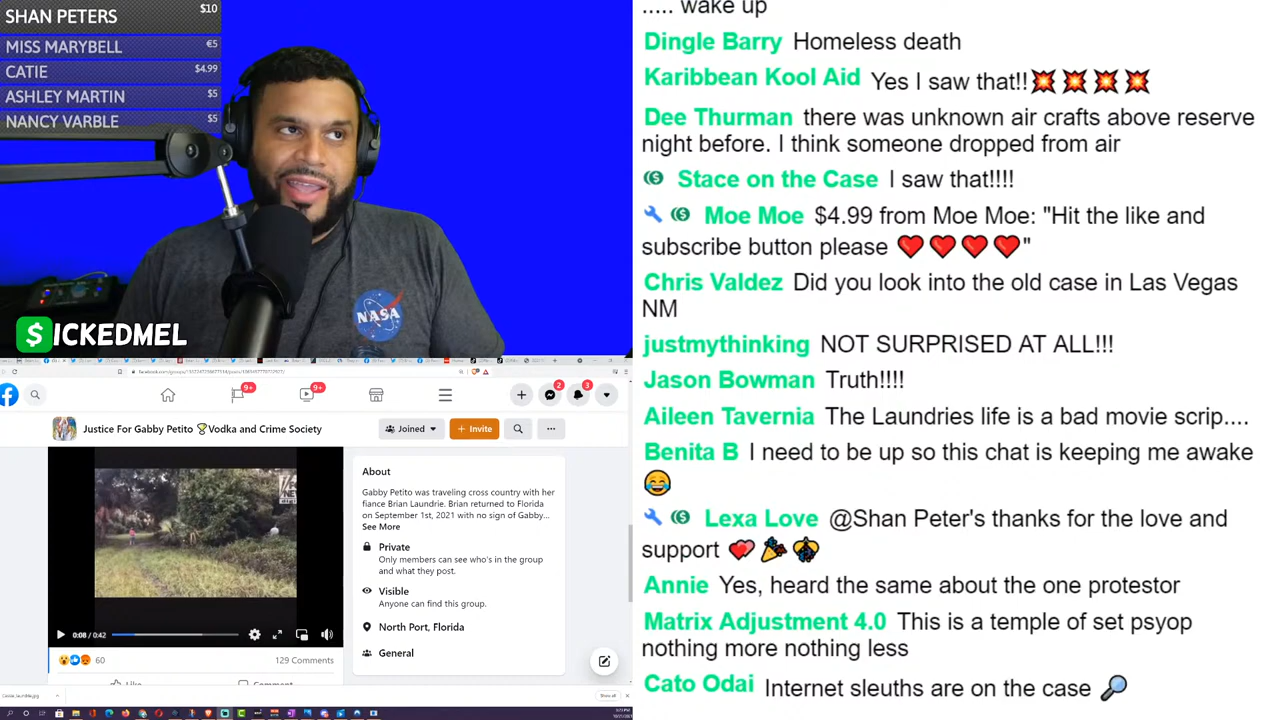 SHAN PETERS $10
MISS MARYBELL €5
CATIE $4.99
ASHLEY MARTIN $5
NANCY VARBLE $5
NASA
$ICKEDMEL
9+
9+
2
3
Justice For Gabby Petito 🏆Vodka and Crime Society
Joined
+ Invite
0:08 / 0:42
60
129 Comments
Like
Comment
About
Gabby Petito was traveling cross country with her
fiance Brian Laundrie. Brian returned to Florida
on September 1st, 2021 with no sign of Gabby...
See More
Private
Only members can see who's in the group
and what they post.
Visible
Anyone can find this group.
North Port, Florida
General
Show all
..... wake up
Dingle Barry Homeless death
Karibbean Kool Aid Yes I saw that!!💥💥💥💥
Dee Thurman there was unknown air crafts above reserve
night before. I think someone dropped from air
Stace on the Case I saw that!!!!
Moe Moe $4.99 from Moe Moe: "Hit the like and
subscribe button please ❤️❤️❤️❤️"
Chris Valdez Did you look into the old case in Las Vegas
NM
justmythinking NOT SURPRISED AT ALL!!!
Jason Bowman Truth!!!!
Aileen Tavernia The Laundries life is a bad movie scrip....
Benita B I need to be up so this chat is keeping me awake
😂
Lexa Love @Shan Peter's thanks for the love and
support 💕🎉🎊
Annie Yes, heard the same about the one protestor
Matrix Adjustment 4.0 This is a temple of set psyop
nothing more nothing less
Cato Odai Internet sleuths are on the case 🔎